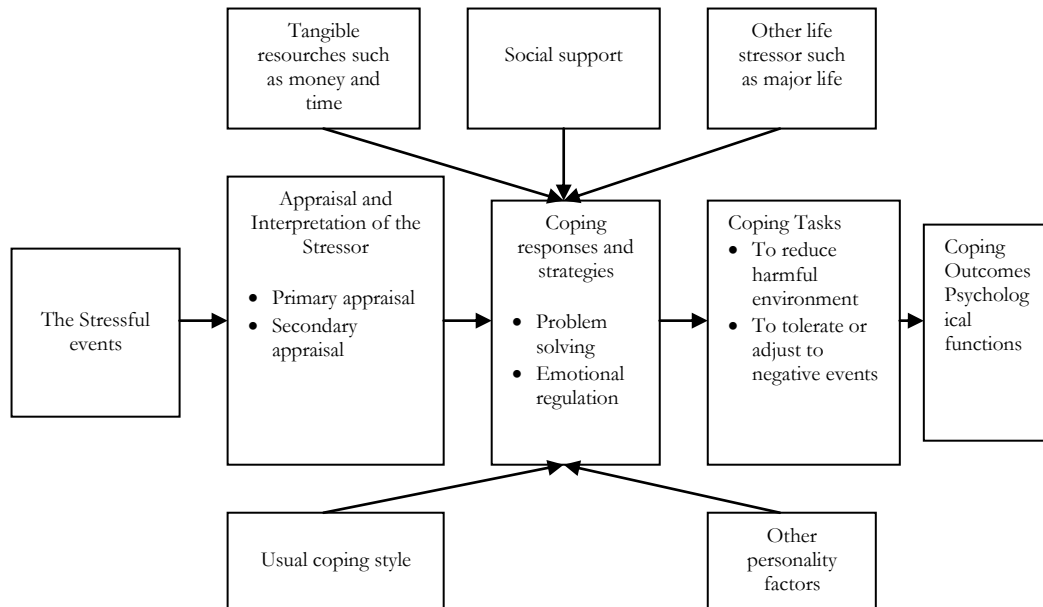 Tangible
resourches such
as money and
time
Social support
Other life
stressor such
as major life
The Stressful
events
Appraisal and
Interpretation of the
Stressor
• Primary appraisal
• Secondary
appraisal
Coping
responses and
strategies
• Problem
solving
• Emotional
regulation
Coping Tasks
• To reduce
harmful
environment
• To tolerate or
adjust to
negative events
Coping
Outcomes
Psycholog
ical
functions
Usual coping style
Other
personality
factors